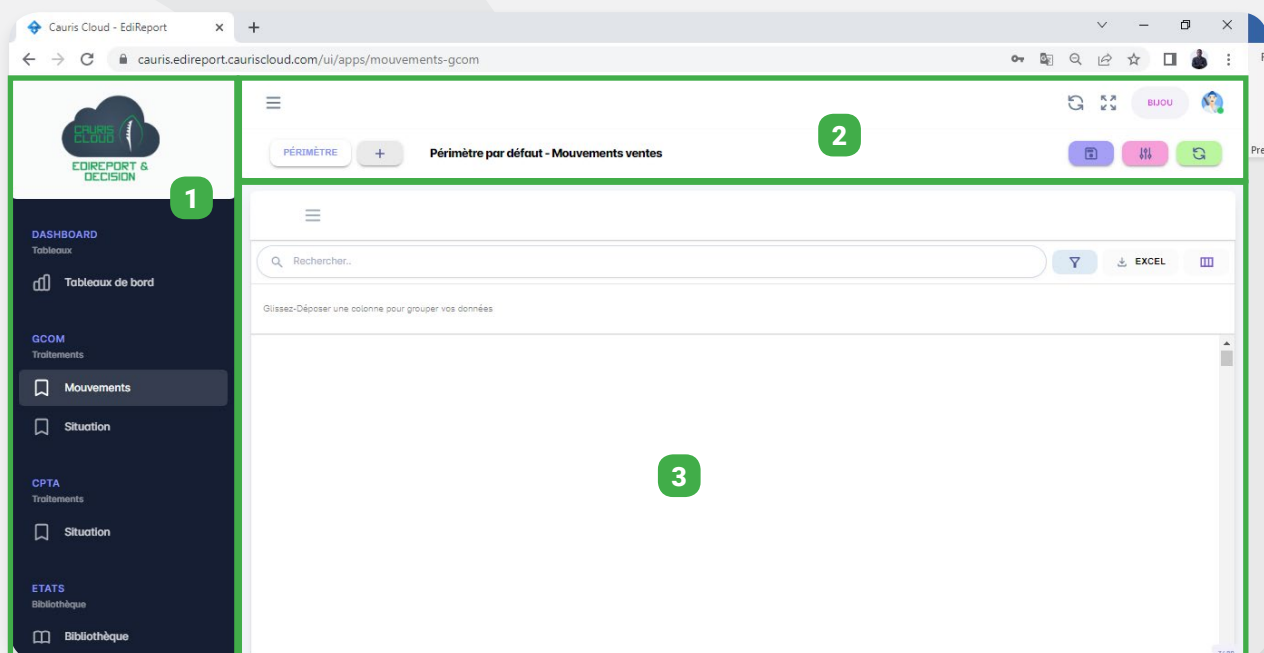 Cauris Cloud - EdiReport
cauris.edireport.cauriscloud.com/ui/apps/mouvements-gcom
CAURIS
CLOUD
EDIREPORT &
DECISION
1
DASHBOARD
Tableaux
Tableaux de bord
GCOM
Traitements
Mouvements
Situation
CPTA
Traitements
Situation
ETATS
Bibliothèque
Bibliothèque
BIJOU
2
PÉRIMÈTRE
+
Périmètre par défaut - Mouvements ventes
Pre
Rechercher..
EXCEL
Glissez-Déposer une colonne pour grouper vos données
3